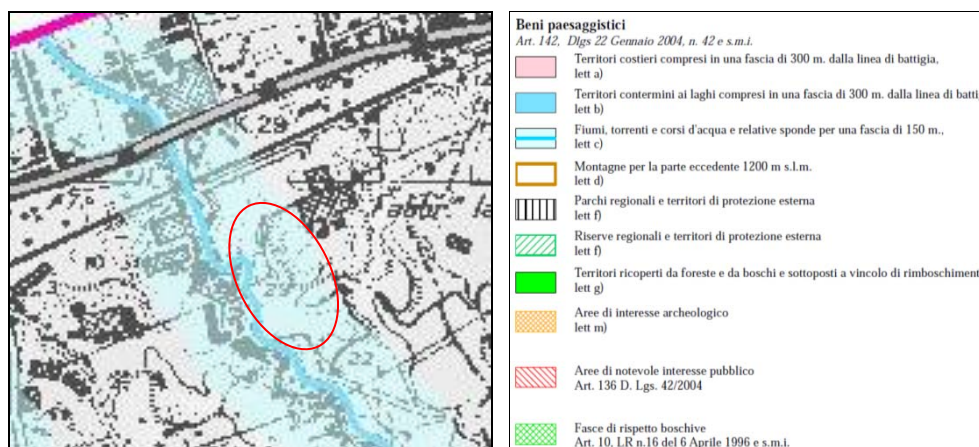 29
22
Beni paesaggistici
Art. 142, Dlgs 22 Gennaio 2004, n. 42 e s.m.i.
Territori costieri compresi in una fascia di 300 m. dalla linea di battigia,
lett a)
Territori contermini ai laghi compresi in una fascia di 300 m. dalla linea di batti
lett b)
Fiumi, torrenti e corsi d'acqua e relative sponde per una fascia di 150 m.,
lett c)
Montagne per la parte eccedente 1200 m s.l.m.
lett d)
Parchi regionali e territori di protezione esterna
lett f)
Riserve regionali e territori di protezione esterna
lett f)
Territori ricoperti da foreste e da boschi e sottoposti a vincolo di rimboschiment
lett g)
Aree di interesse archeologico
lett m)
Aree di notevole interesse pubblico
Art. 136 D. Lgs. 42/2004
Fasce di rispetto boschive
Art. 10, LR n.16 del 6 Aprile 1996 e s.m.i.